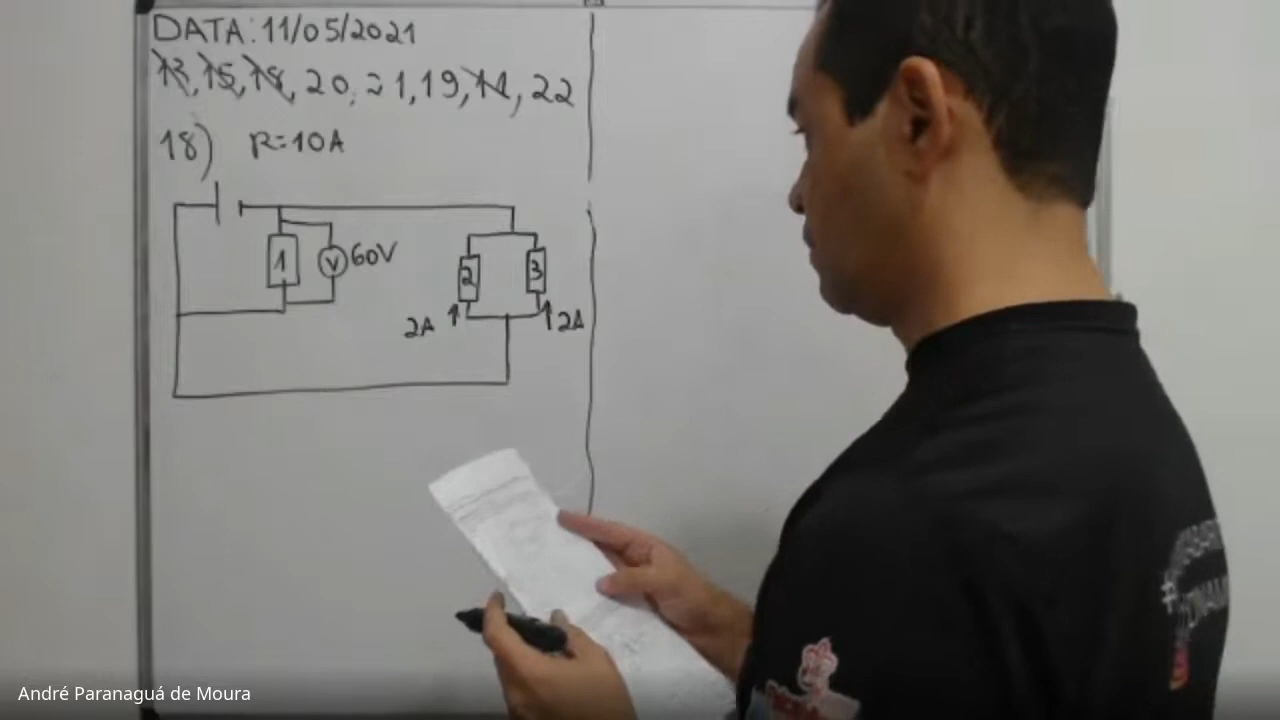 DATA: 11/05/2021
13, 15, 18, 20, 21, 19, 14, 22
18) R=10A
1
V
60V
2
3
2A
2A
André Paranaguá de Moura